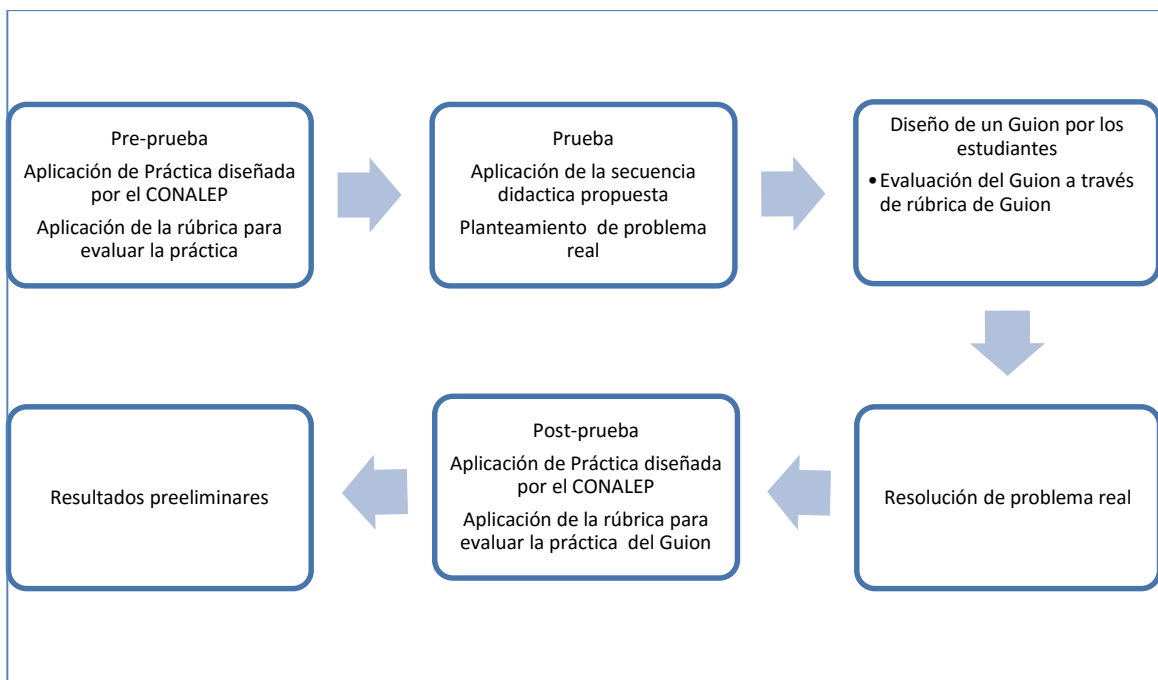 Pre-prueba
Aplicación de Práctica diseñada
por el CONALEP
Aplicación de la rúbrica para
evaluar la práctica
Prueba
Aplicación de la secuencia
didactica propuesta
Planteamiento de problema
real
Diseño de un Guion por los
estudiantes
•Evaluación del Guion a través
de rúbrica de Guion
Resolución de problema real
Post-prueba
Aplicación de Práctica diseñada
por el CONALEP
Aplicación de la rúbrica para
evaluar la práctica del Guion
Resultados preeliminares